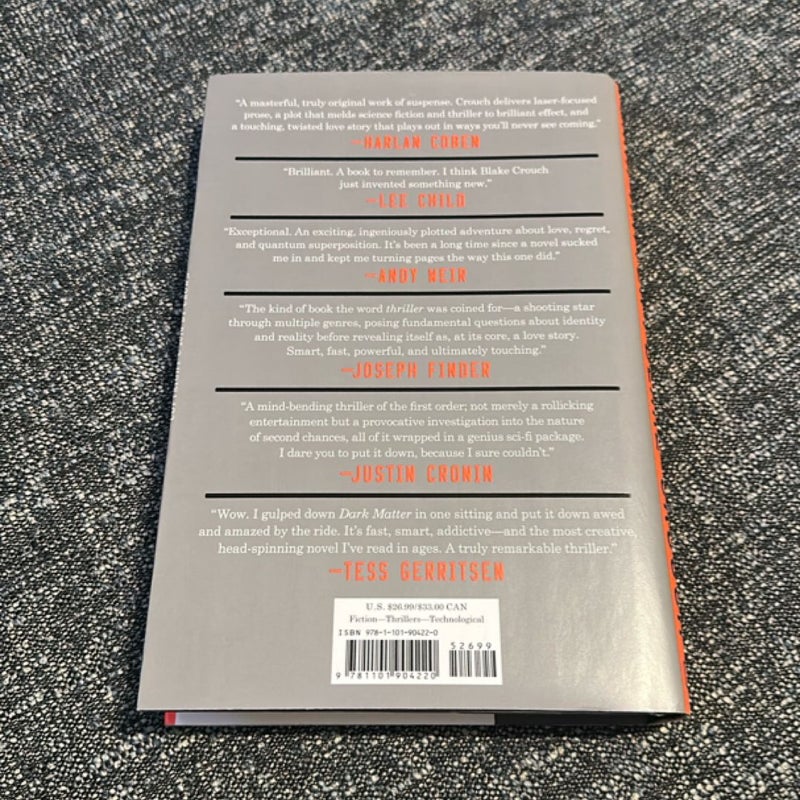 “A masterful, truly original work of suspense. Crouch delivers laser-focused
prose, a plot that melds science fiction and thriller to brilliant effect, and
a touching, twisted love story that plays out in ways you’ll never see coming.”
—HARLAN COBEN
“Brilliant. A book to remember. I think Blake Crouch
just invented something new.”
—LEE CHILD
“Exceptional. An exciting, ingeniously plotted adventure about love, regret,
and quantum superposition. It’s been a long time since a novel sucked
me in and kept me turning pages the way this one did.”
—ANDY WEIR
“The kind of book the word thriller was coined for—a shooting star
through multiple genres, posing fundamental questions about identity
and reality before revealing itself as, at its core, a love story.
Smart, fast, powerful, and ultimately touching.”
—JOSEPH FINDER
“A mind-bending thriller of the first order; not merely a rollicking
entertainment but a provocative investigation into the nature
of second chances, all of it wrapped in a genius sci-fi package.
I dare you to put it down, because I sure couldn’t.”
—JUSTIN CRONIN
“Wow. I gulped down Dark Matter in one sitting and put it down awed
and amazed by the ride. It’s fast, smart, addictive—and the most creative,
head-spinning novel I’ve read in ages. A truly remarkable thriller.”
—TESS GERRITSEN
U.S. $26.99/$33.00 CAN
Fiction—Thrillers—Technological
ISBN 978-1-101-90422-0
52699
9 781101 904220